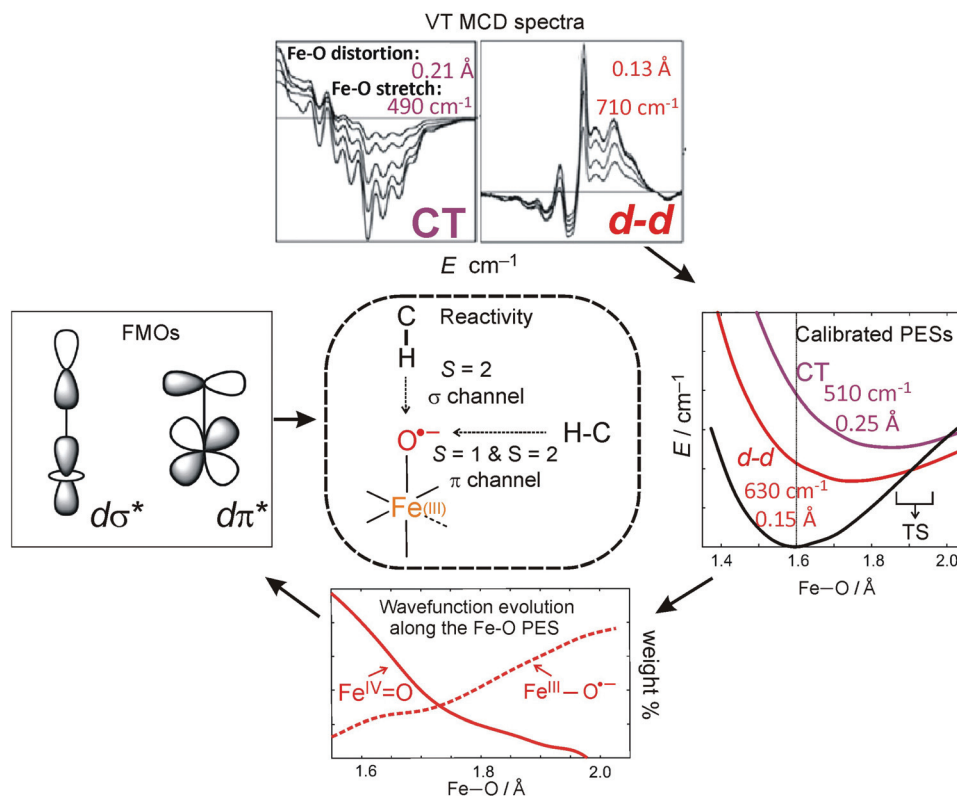 VT MCD spectra
Fe-O distortion:
0.21 Å
Fe-O stretch:
490 cm⁻¹
CT
0.13 Å
710 cm⁻¹
d-d
E cm⁻¹
FMOs
dσ*
dπ*
C
H
Reactivity
S = 2
σ channel
O•−
H-C
S = 1 & S = 2
π channel
Fe(III)
Calibrated PESs
CT
510 cm⁻¹
0.25 Å
d-d
630 cm⁻¹
0.15 Å
TS
E / cm⁻¹
1.4 1.6 1.8 2.0
Fe−O / Å
Wavefunction evolution
along the Fe-O PES
Feᴵⱽ=O
Feᴵᴵᴵ−O•−
weight %
1.6 1.8 2.0
Fe−O / Å